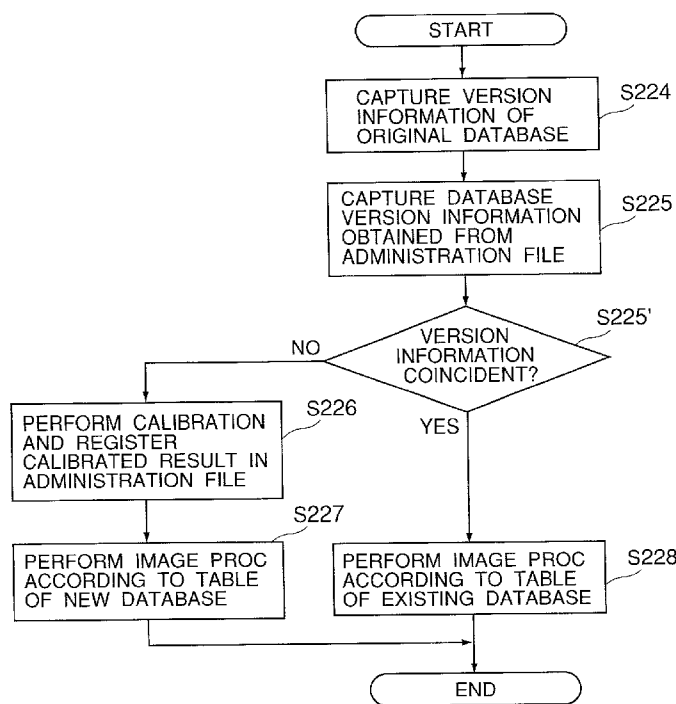 START
CAPTURE VERSION
INFORMATION OF
ORIGINAL DATABASE
S224
CAPTURE DATABASE
VERSION INFORMATION
OBTAINED FROM
ADMINISTRATION FILE
S225
VERSION
INFORMATION
COINCIDENT?
S225'
NO
YES
PERFORM CALIBRATION
AND REGISTER
CALIBRATED RESULT IN
ADMINISTRATION FILE
S226
PERFORM IMAGE PROC
ACCORDING TO TABLE
OF NEW DATABASE
S227
PERFORM IMAGE PROC
ACCORDING TO TABLE
OF EXISTING DATABASE
S228
END